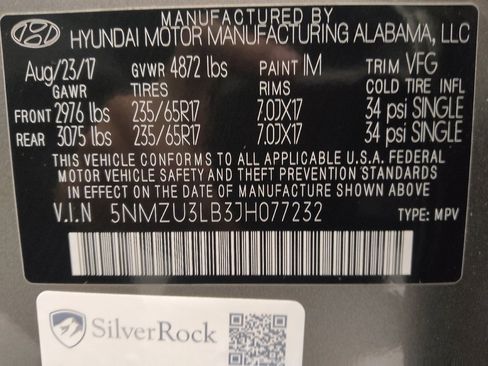 MANUFACTURED BY
HYUNDAI MOTOR MANUFACTURING ALABAMA, LLC
Aug/23/17 GVWR 4872 lbs PAINT IM TRIM VFG
GAWR TIRES RIMS COLD TIRE INFL
FRONT 2976 lbs 235/65R17 7.0JX17 34 psi SINGLE
REAR 3075 lbs 235/65R17 7.0JX17 34 psi SINGLE
THIS VEHICLE CONFORMS TO ALL APPLICABLE U.S.A. FEDERAL
MOTOR VEHICLE SAFETY AND THEFT PREVENTION STANDARDS
IN EFFECT ON THE DATE OF MANUFACTURE SHOWN ABOVE.
V.I.N 5NMZU3LB3JH077232 TYPE: MPV
SilverRock